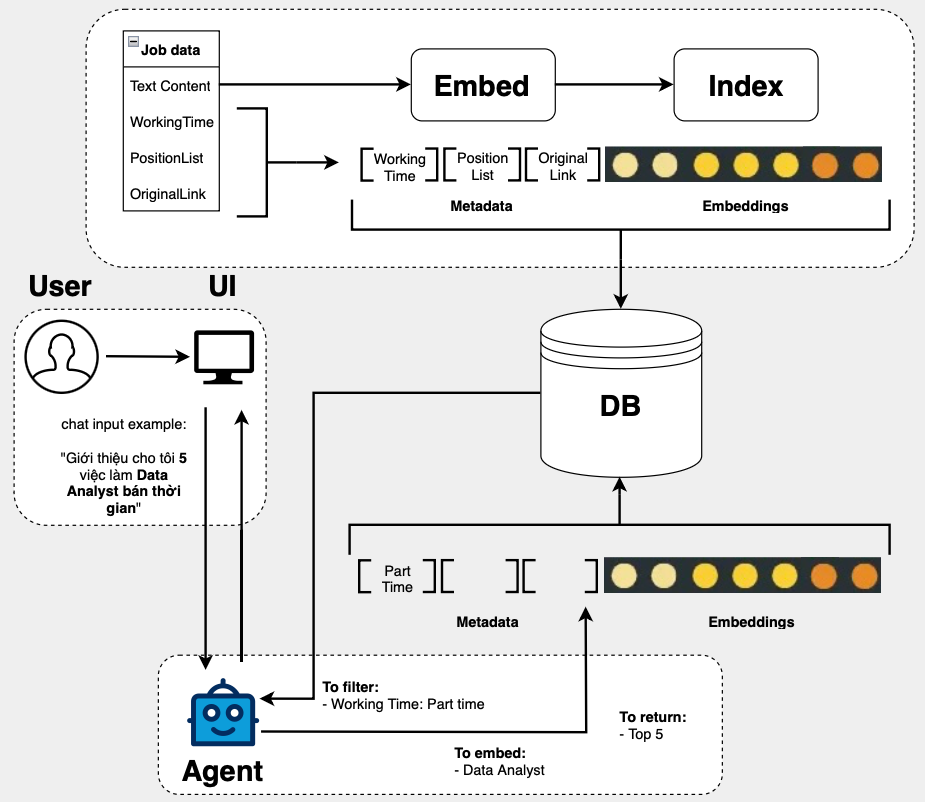 Job data
Text Content
WorkingTime
PositionList
OriginalLink
Embed
Index
Working
Time
Position
List
Original
Link
Metadata
Embeddings
User
UI
chat input example:
"Giới thiệu cho tôi 5
việc làm Data
Analyst bán thời
gian"
DB
Part
Time
Metadata
Embeddings
To filter:
- Working Time: Part time
To return:
- Top 5
To embed:
- Data Analyst
Agent